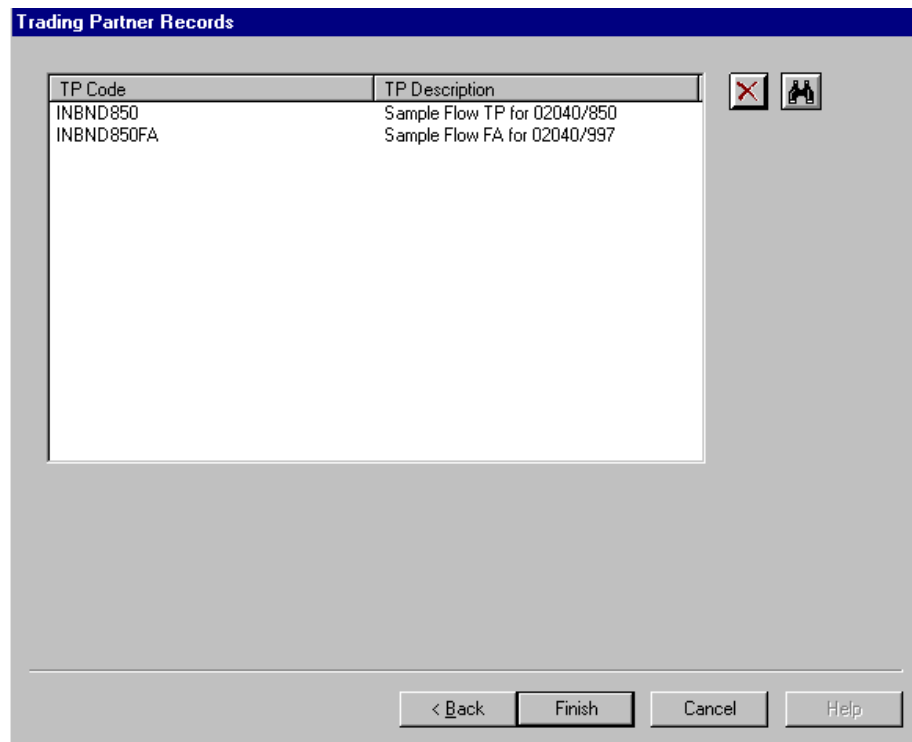 Trading Partner Records
TP Code TP Description
INBND850 Sample Flow TP for 02040/850
INBND850FA Sample Flow FA for 02040/997
< Back Finish Cancel Help